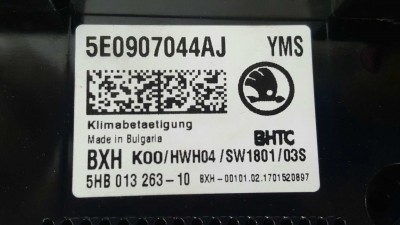 5E0907044AJ YMS
Klimabetaetigung
Made in Bulgaria
BHTC
BXH K00/HWH04/SW1801/03S
5HB 013 263-10 BXH-00101.02.1701520897